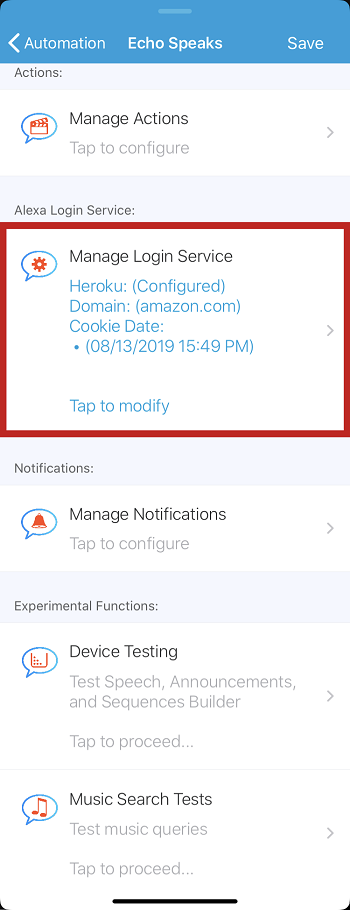 Automation Echo Speaks Save
Actions:
Manage Actions
Tap to configure
Alexa Login Service:
Manage Login Service
Heroku: (Configured)
Domain: (amazon.com)
Cookie Date:
• (08/13/2019 15:49 PM)
Tap to modify
Notifications:
Manage Notifications
Tap to configure
Experimental Functions:
Device Testing
Test Speech, Announcements,
and Sequences Builder
Tap to proceed...
Music Search Tests
Test music queries
Tap to proceed...